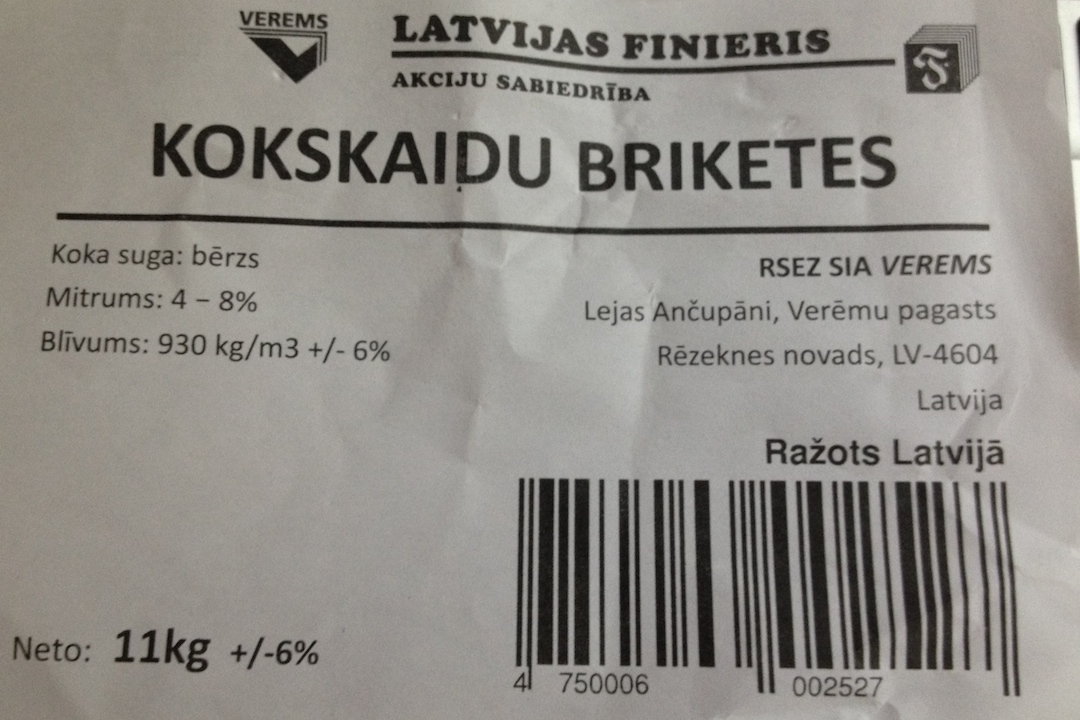 VEREMS
LATVIJAS FINIERIS
AKCIJU SABIEDRĪBA
KOKSKAIDU BRIKETES
Koka suga: bērzs
Mitrums: 4 – 8%
Blīvums: 930 kg/m3 +/- 6%
RSEZ SIA VEREMS
Lejas Ančupāni, Verēmu pagasts
Rēzeknes novads, LV-4604
Latvija
Ražots Latvijā
Neto: 11kg +/-6%
4 750006 002527